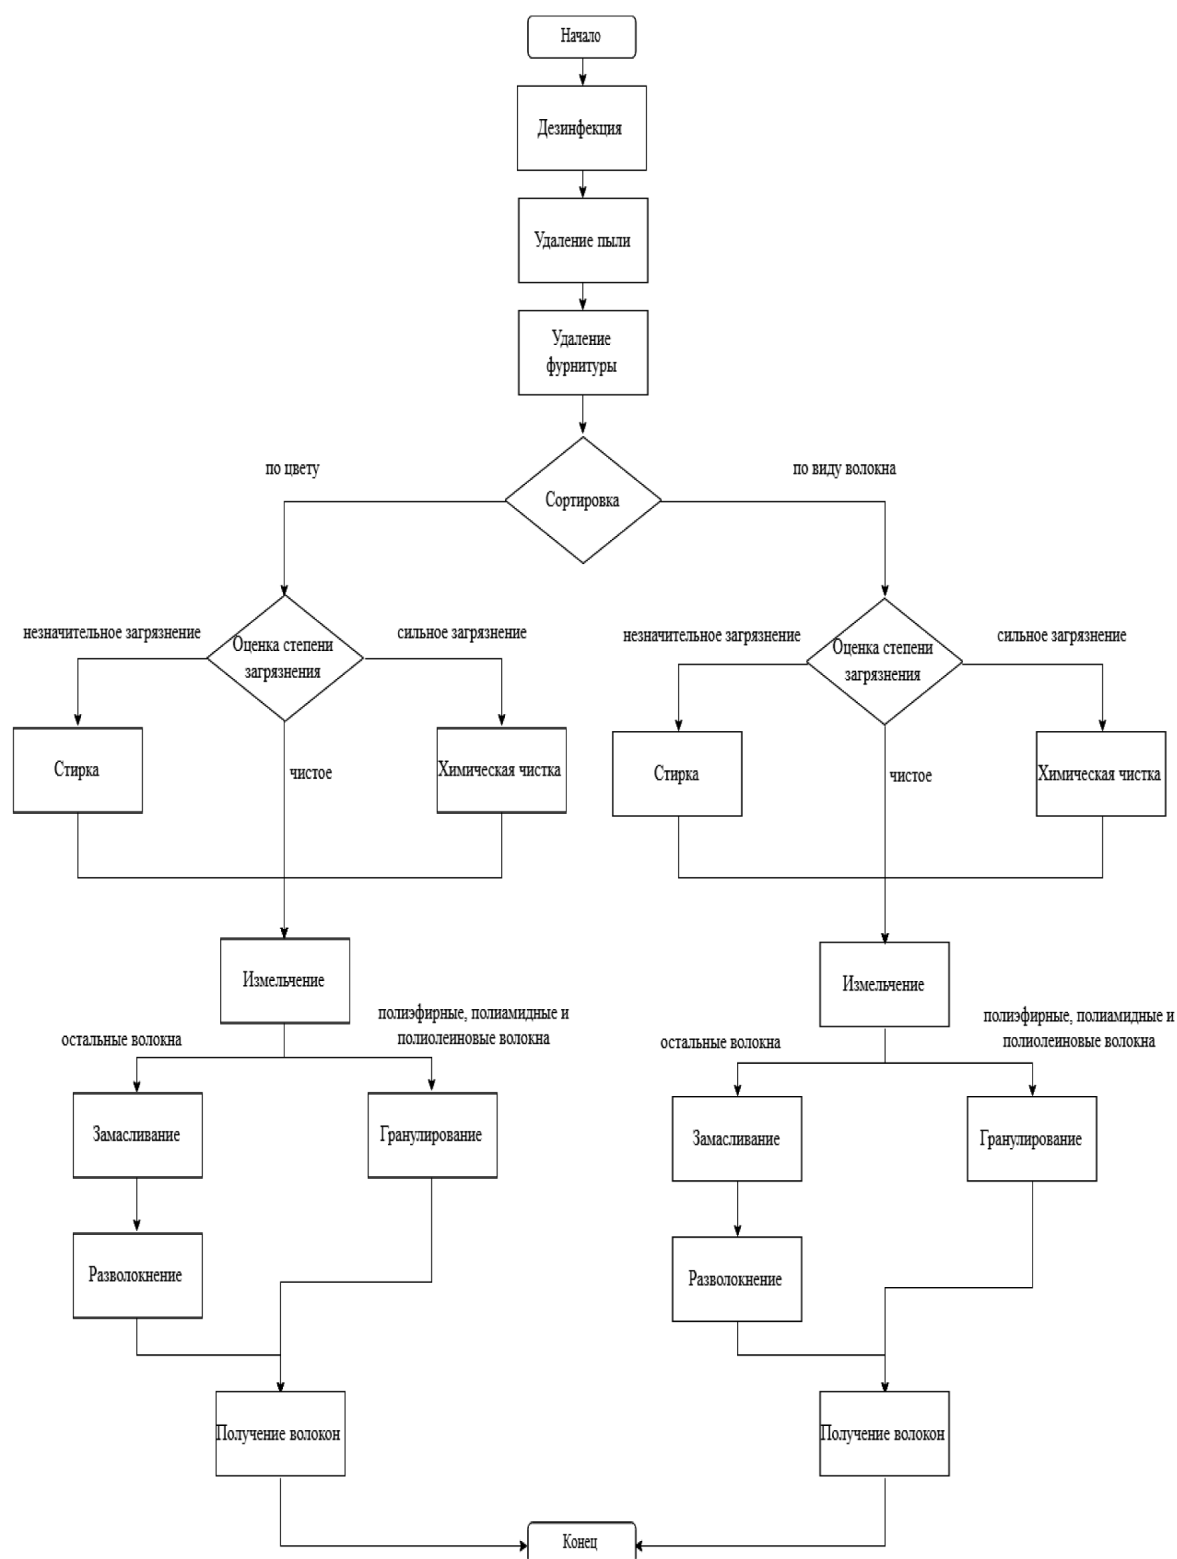 Начало
Дезинфекция
Удаление пыли
Удаление
фурнитуры
Сортировка
по цвету
по виду волокна
Оценка степени
загрязнения
незначительное загрязнение
сильное загрязнение
Стирка
чистое
Химическая чистка
Измельчение
остальные волокна
полиэфирные, полиамидные и
полиолеиновые волокна
Замасливание
Гранулирование
Разволокнение
Получение волокон
Оценка степени
загрязнения
незначительное загрязнение
сильное загрязнение
Стирка
чистое
Химическая чистка
Измельчение
остальные волокна
полиэфирные, полиамидные и
полиолеиновые волокна
Замасливание
Гранулирование
Разволокнение
Получение волокон
Конец